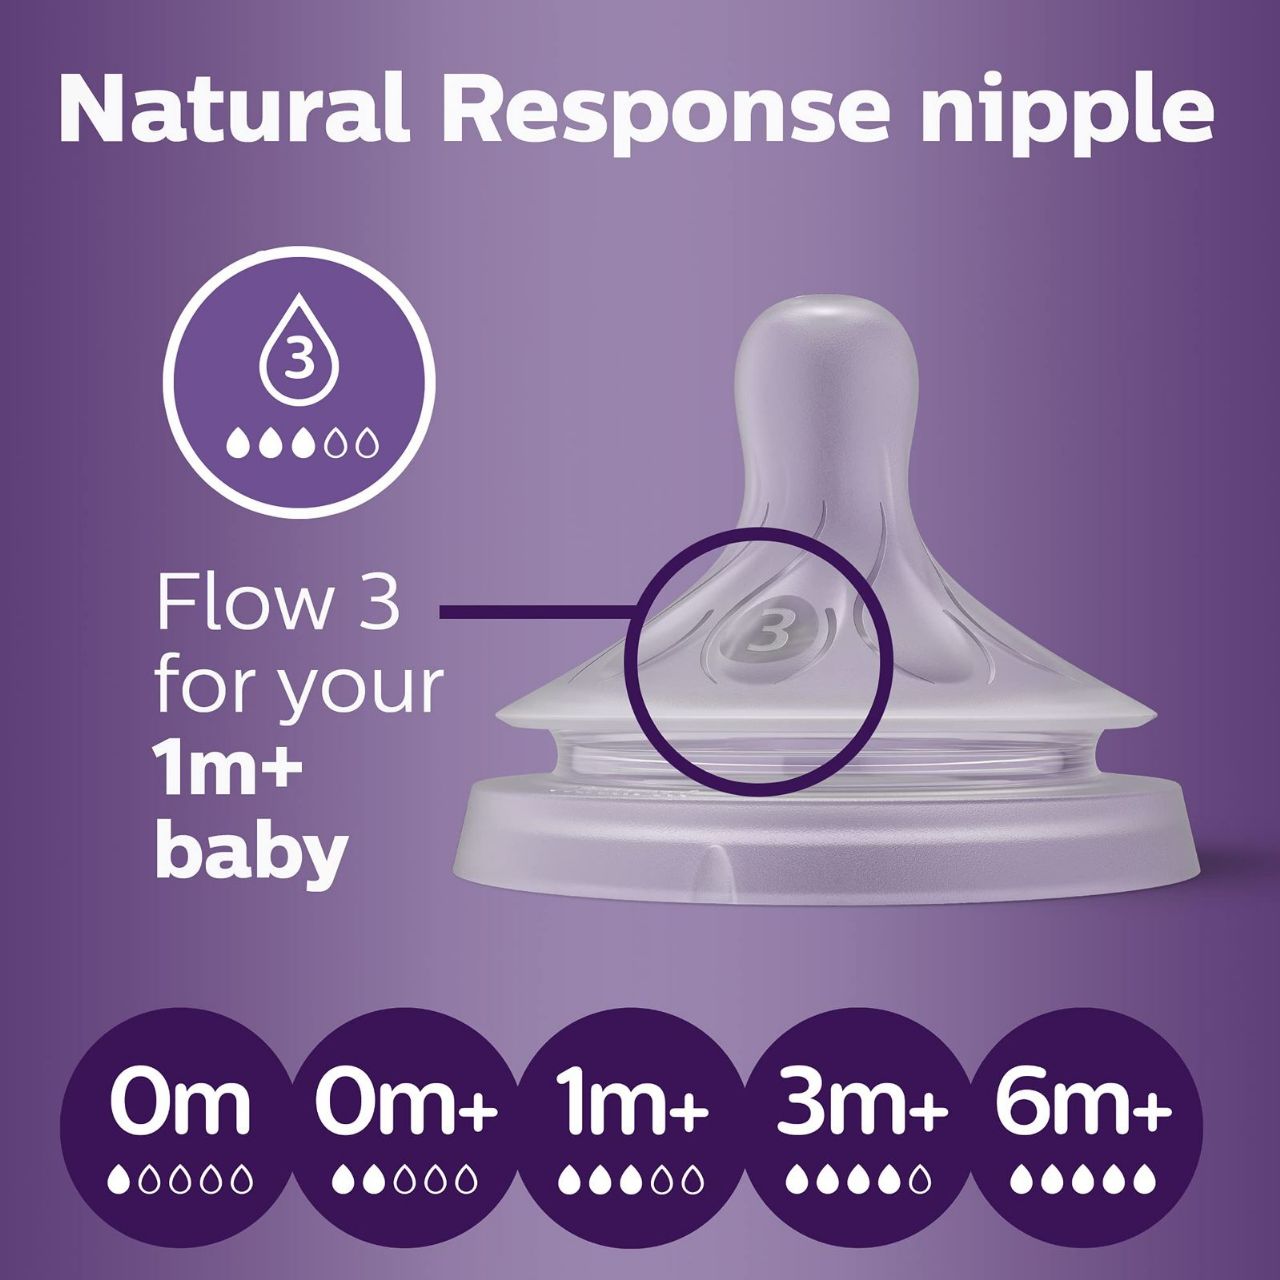 Natural Response nipple
3
Flow 3
for your
1m+
baby
3
0m
0m+
1m+
3m+
6m+